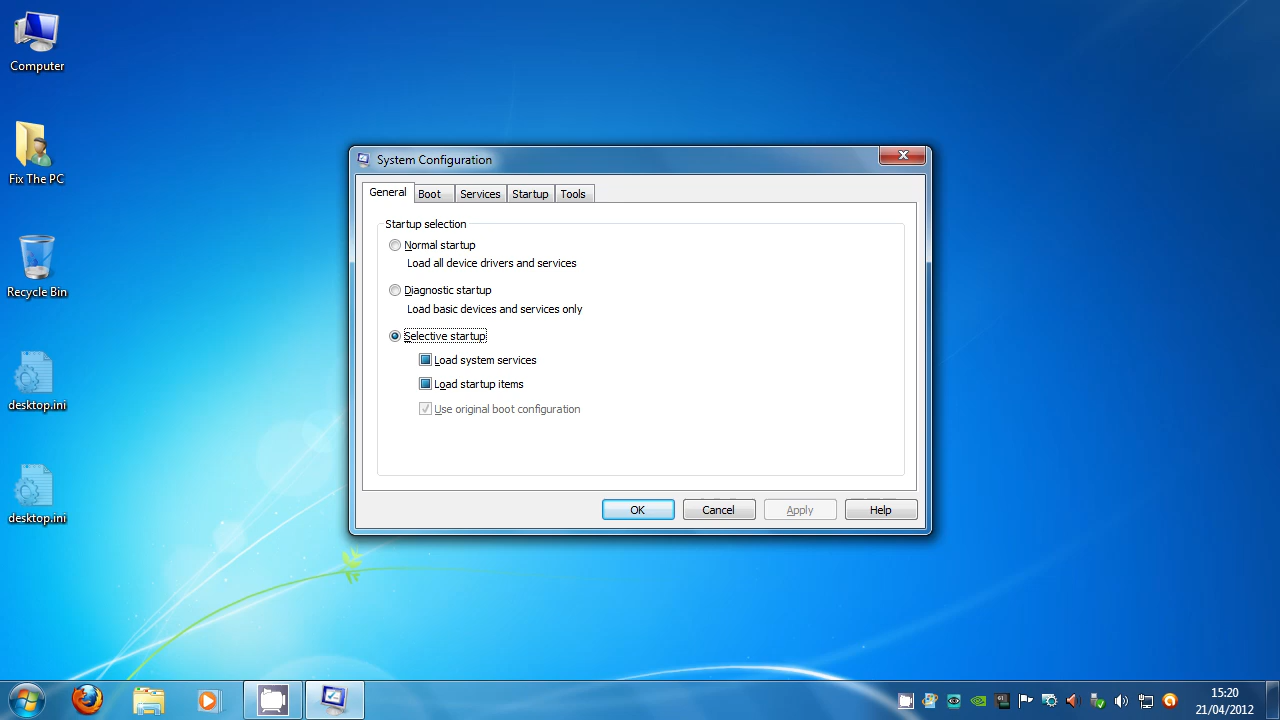 Computer
Fix The PC
Recycle Bin
desktop.ini
desktop.ini
System Configuration
General Boot Services Startup Tools
Startup selection
Normal startup
Load all device drivers and services
Diagnostic startup
Load basic devices and services only
Selective startup
Load system services
Load startup items
Use original boot configuration
OK Cancel Apply Help
15:20
21/04/2012